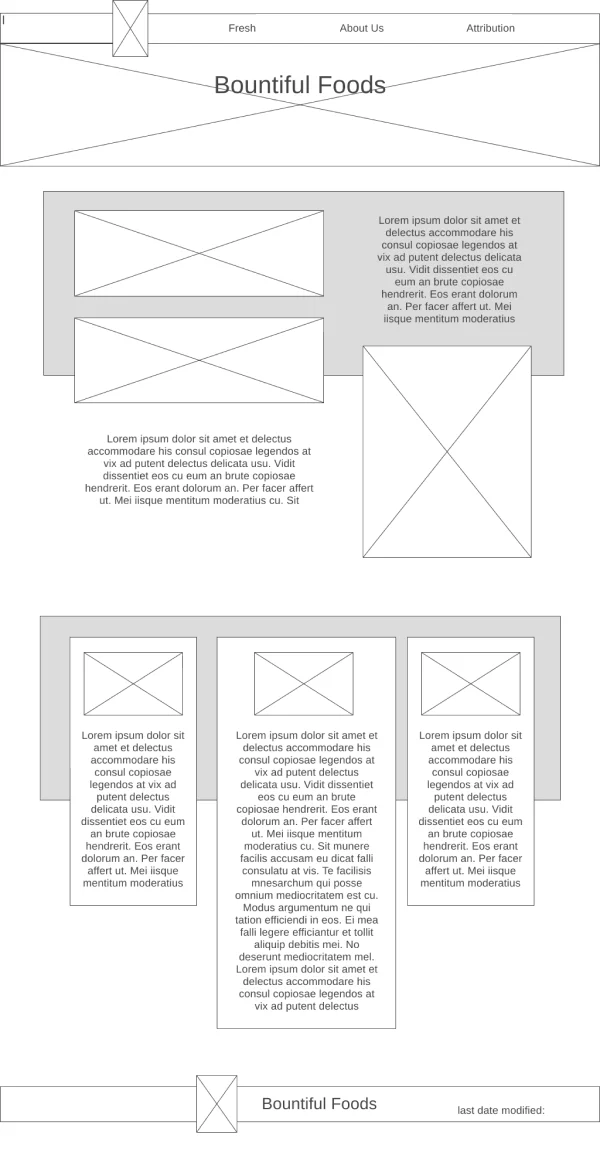 Fresh
About Us
Attribution
Bountiful Foods
Lorem ipsum dolor sit amet et
delectus accommodare his
consul copiosae legendos at
vix ad putent delectus delicata
usu. Vidit dissentiet eos cu
eum an brute copiosae
hendrerit. Eos erant dolorum
an. Per facer affert ut. Mei
iisque mentitum moderatius
Lorem ipsum dolor sit amet et delectus
accommodare his consul copiosae legendos at
vix ad putent delectus delicata usu. Vidit
dissentiet eos cu eum an brute copiosae
hendrerit. Eos erant dolorum an. Per facer affert
ut. Mei iisque mentitum moderatius cu. Sit
Lorem ipsum dolor sit
amet et delectus
accommodare his
consul copiosae
legendos at vix ad
putent delectus
delicata usu. Vidit
dissentiet eos cu eum
an brute copiosae
hendrerit. Eos erant
dolorum an. Per facer
affert ut. Mei iisque
mentitum moderatius
Lorem ipsum dolor sit amet et
delectus accommodare his
consul copiosae legendos at
vix ad putent delectus
delicata usu. Vidit dissentiet
eos cu eum an brute
copiosae hendrerit. Eos erant
dolorum an. Per facer affert
ut. Mei iisque mentitum
moderatius cu. Sit munere
facilis accusam eu dicat falli
consulatu at vis. Te facilisis
mnesarchum qui posse
omnium mediocritatem est cu.
Modus argumentum ne qui
tation efficiendi in eos. Ei mea
falli legere efficiantur et tollit
aliquip debitis mei. No
deserunt mediocritatem mel.
Lorem ipsum dolor sit amet et
delectus accommodare his
consul copiosae legendos at
vix ad putent delectus
Lorem ipsum dolor sit
amet et delectus
accommodare his
consul copiosae
legendos at vix ad
putent delectus
delicata usu. Vidit
dissentiet eos cu eum
an brute copiosae
hendrerit. Eos erant
dolorum an. Per facer
affert ut. Mei iisque
mentitum moderatius
Bountiful Foods
last date modified: